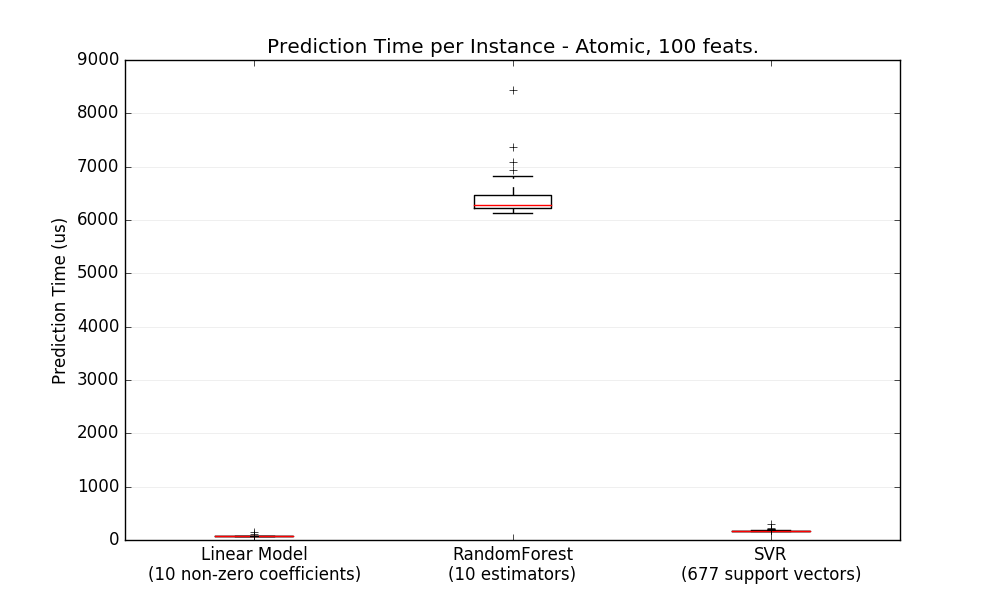 Prediction Time per Instance - Atomic, 100 feats.
9000
8000
7000
6000
5000
4000
3000
2000
1000
0
Prediction Time (us)
Linear Model
(10 non-zero coefficients)
RandomForest
(10 estimators)
SVR
(677 support vectors)